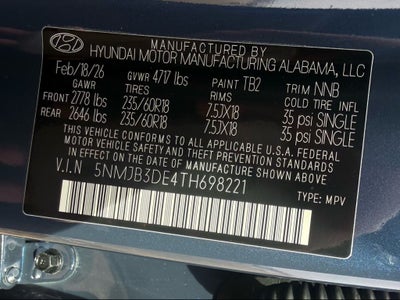 MANUFACTURED BY
HYUNDAI MOTOR MANUFACTURING ALABAMA, LLC
Feb/18/26 GVWR 4717 lbs PAINT TB2 TRIM NNB
GAWR TIRES RIMS COLD TIRE INFL.
FRONT 2778 lbs 235/60R18 7.5JX18 35 psi SINGLE
REAR 2646 lbs 235/60R18 7.5JX18 35 psi SINGLE
THIS VEHICLE CONFORMS TO ALL APPLICABLE U.S.A. FEDERAL
MOTOR VEHICLE SAFETY AND THEFT PREVENTION STANDARDS IN
EFFECT ON THE DATE OF MANUFACTURE SHOWN ABOVE.
V.I.N 5NMJB3DE4TH698221
TYPE: MPV